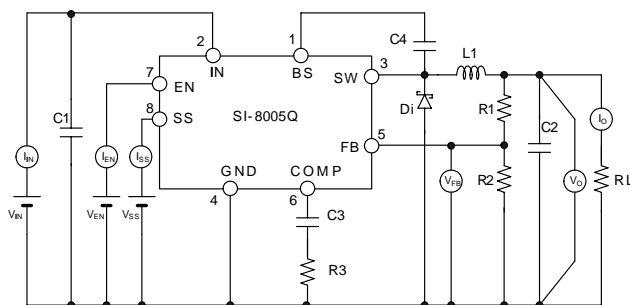 C4
L1
2
1
3
IN
BS
SW
7
EN
C1
8
SS
SI-8005Q
Di
R1
IO
C2
5
FB
IIN
IEN
ISS
GND
COMP
VFB
R2
VO
RL
4
6
VIN
VEN
VSS
C3
R3